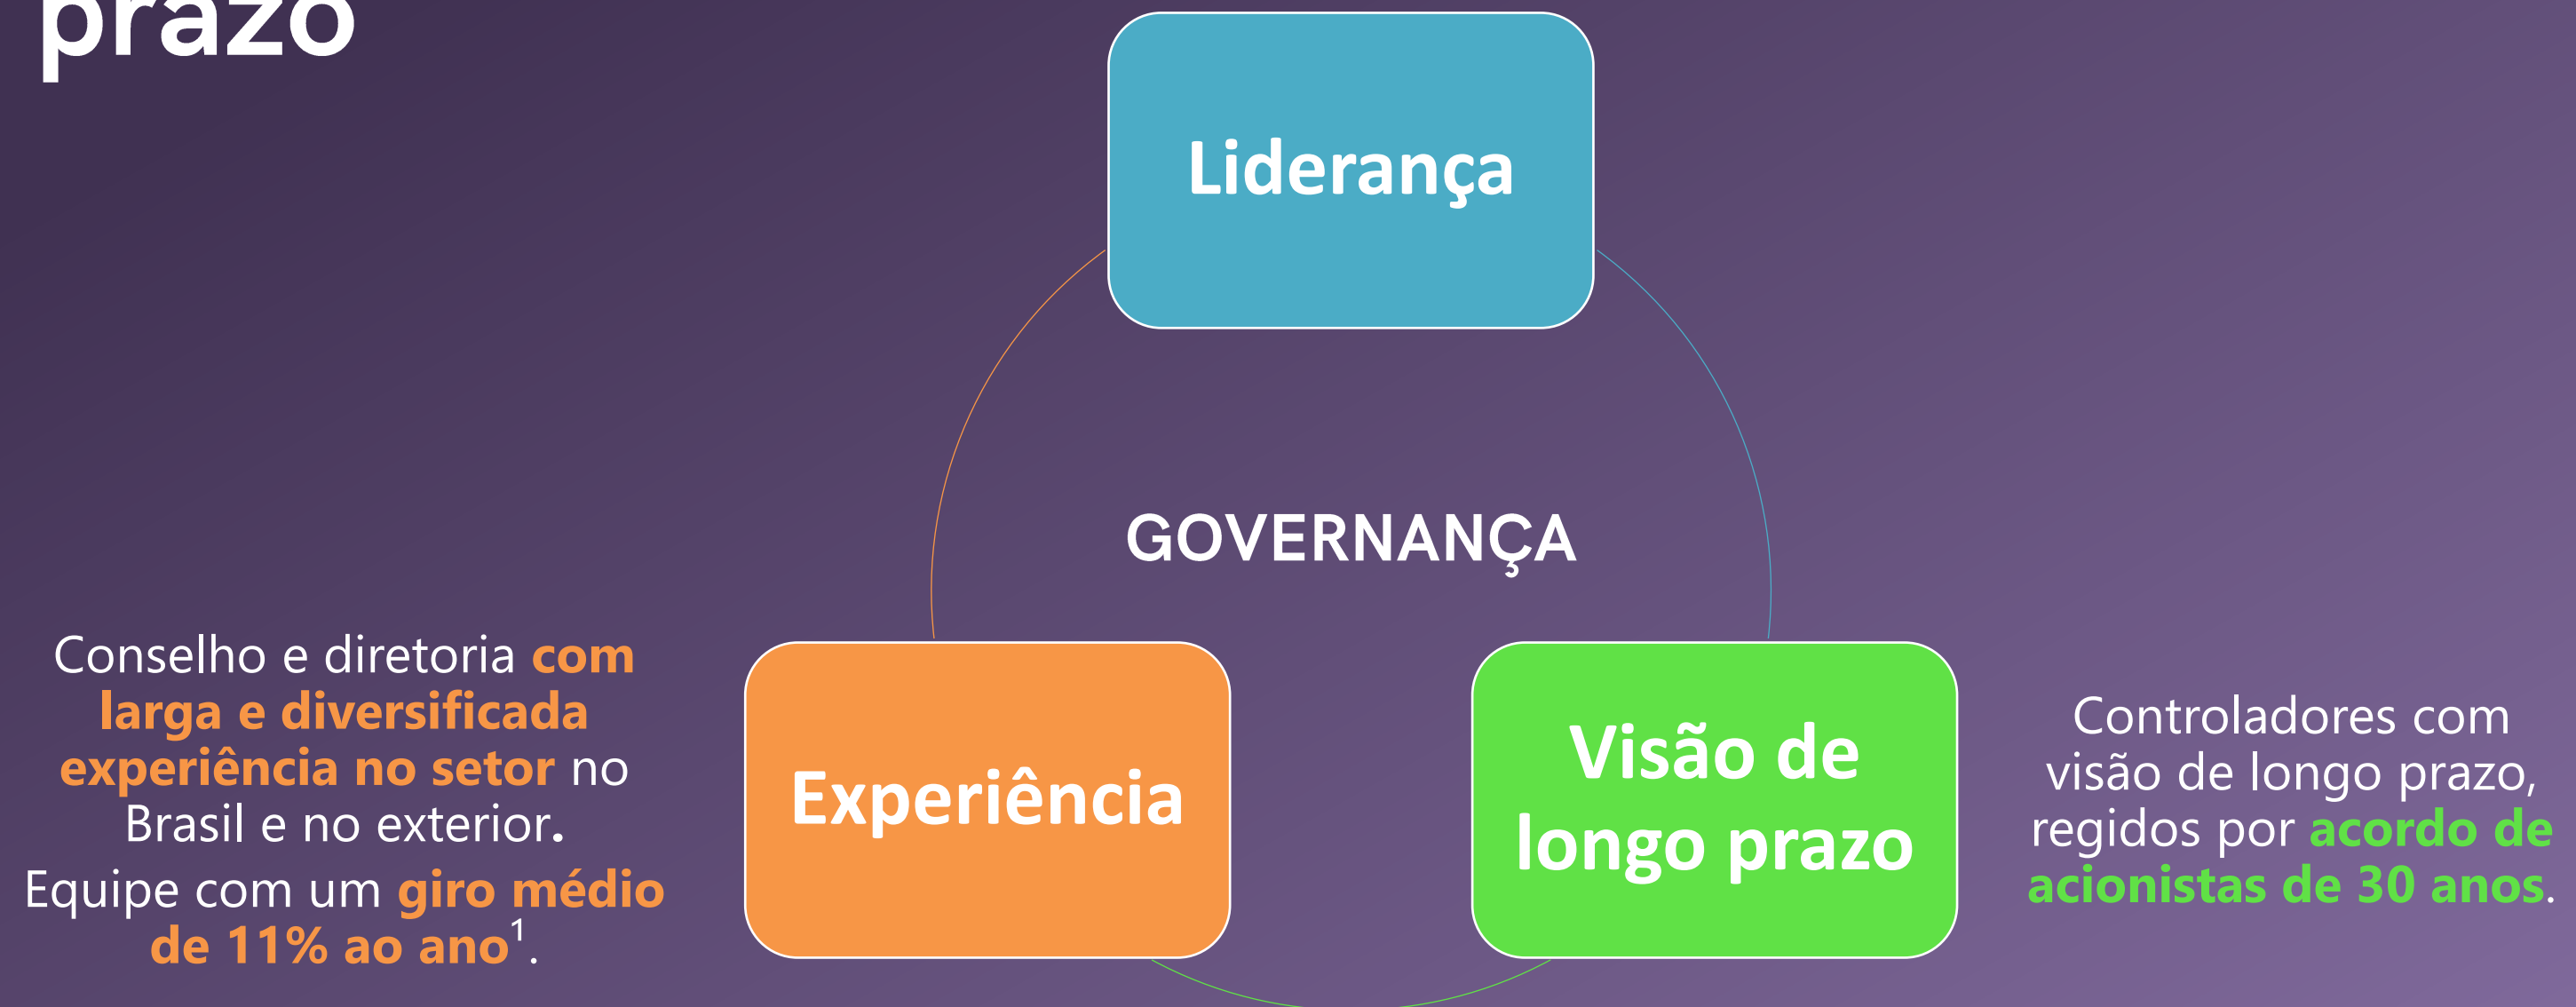 prazo
Liderança
GOVERNANÇA
Conselho e diretoria com
larga e diversificada
experiência no setor no
Brasil e no exterior.
Equipe com um giro médio
de 11% ao ano¹.
Experiência
Visão de
longo prazo
Controladores com
visão de longo prazo,
regidos por acordo de
acionistas de 30 anos.